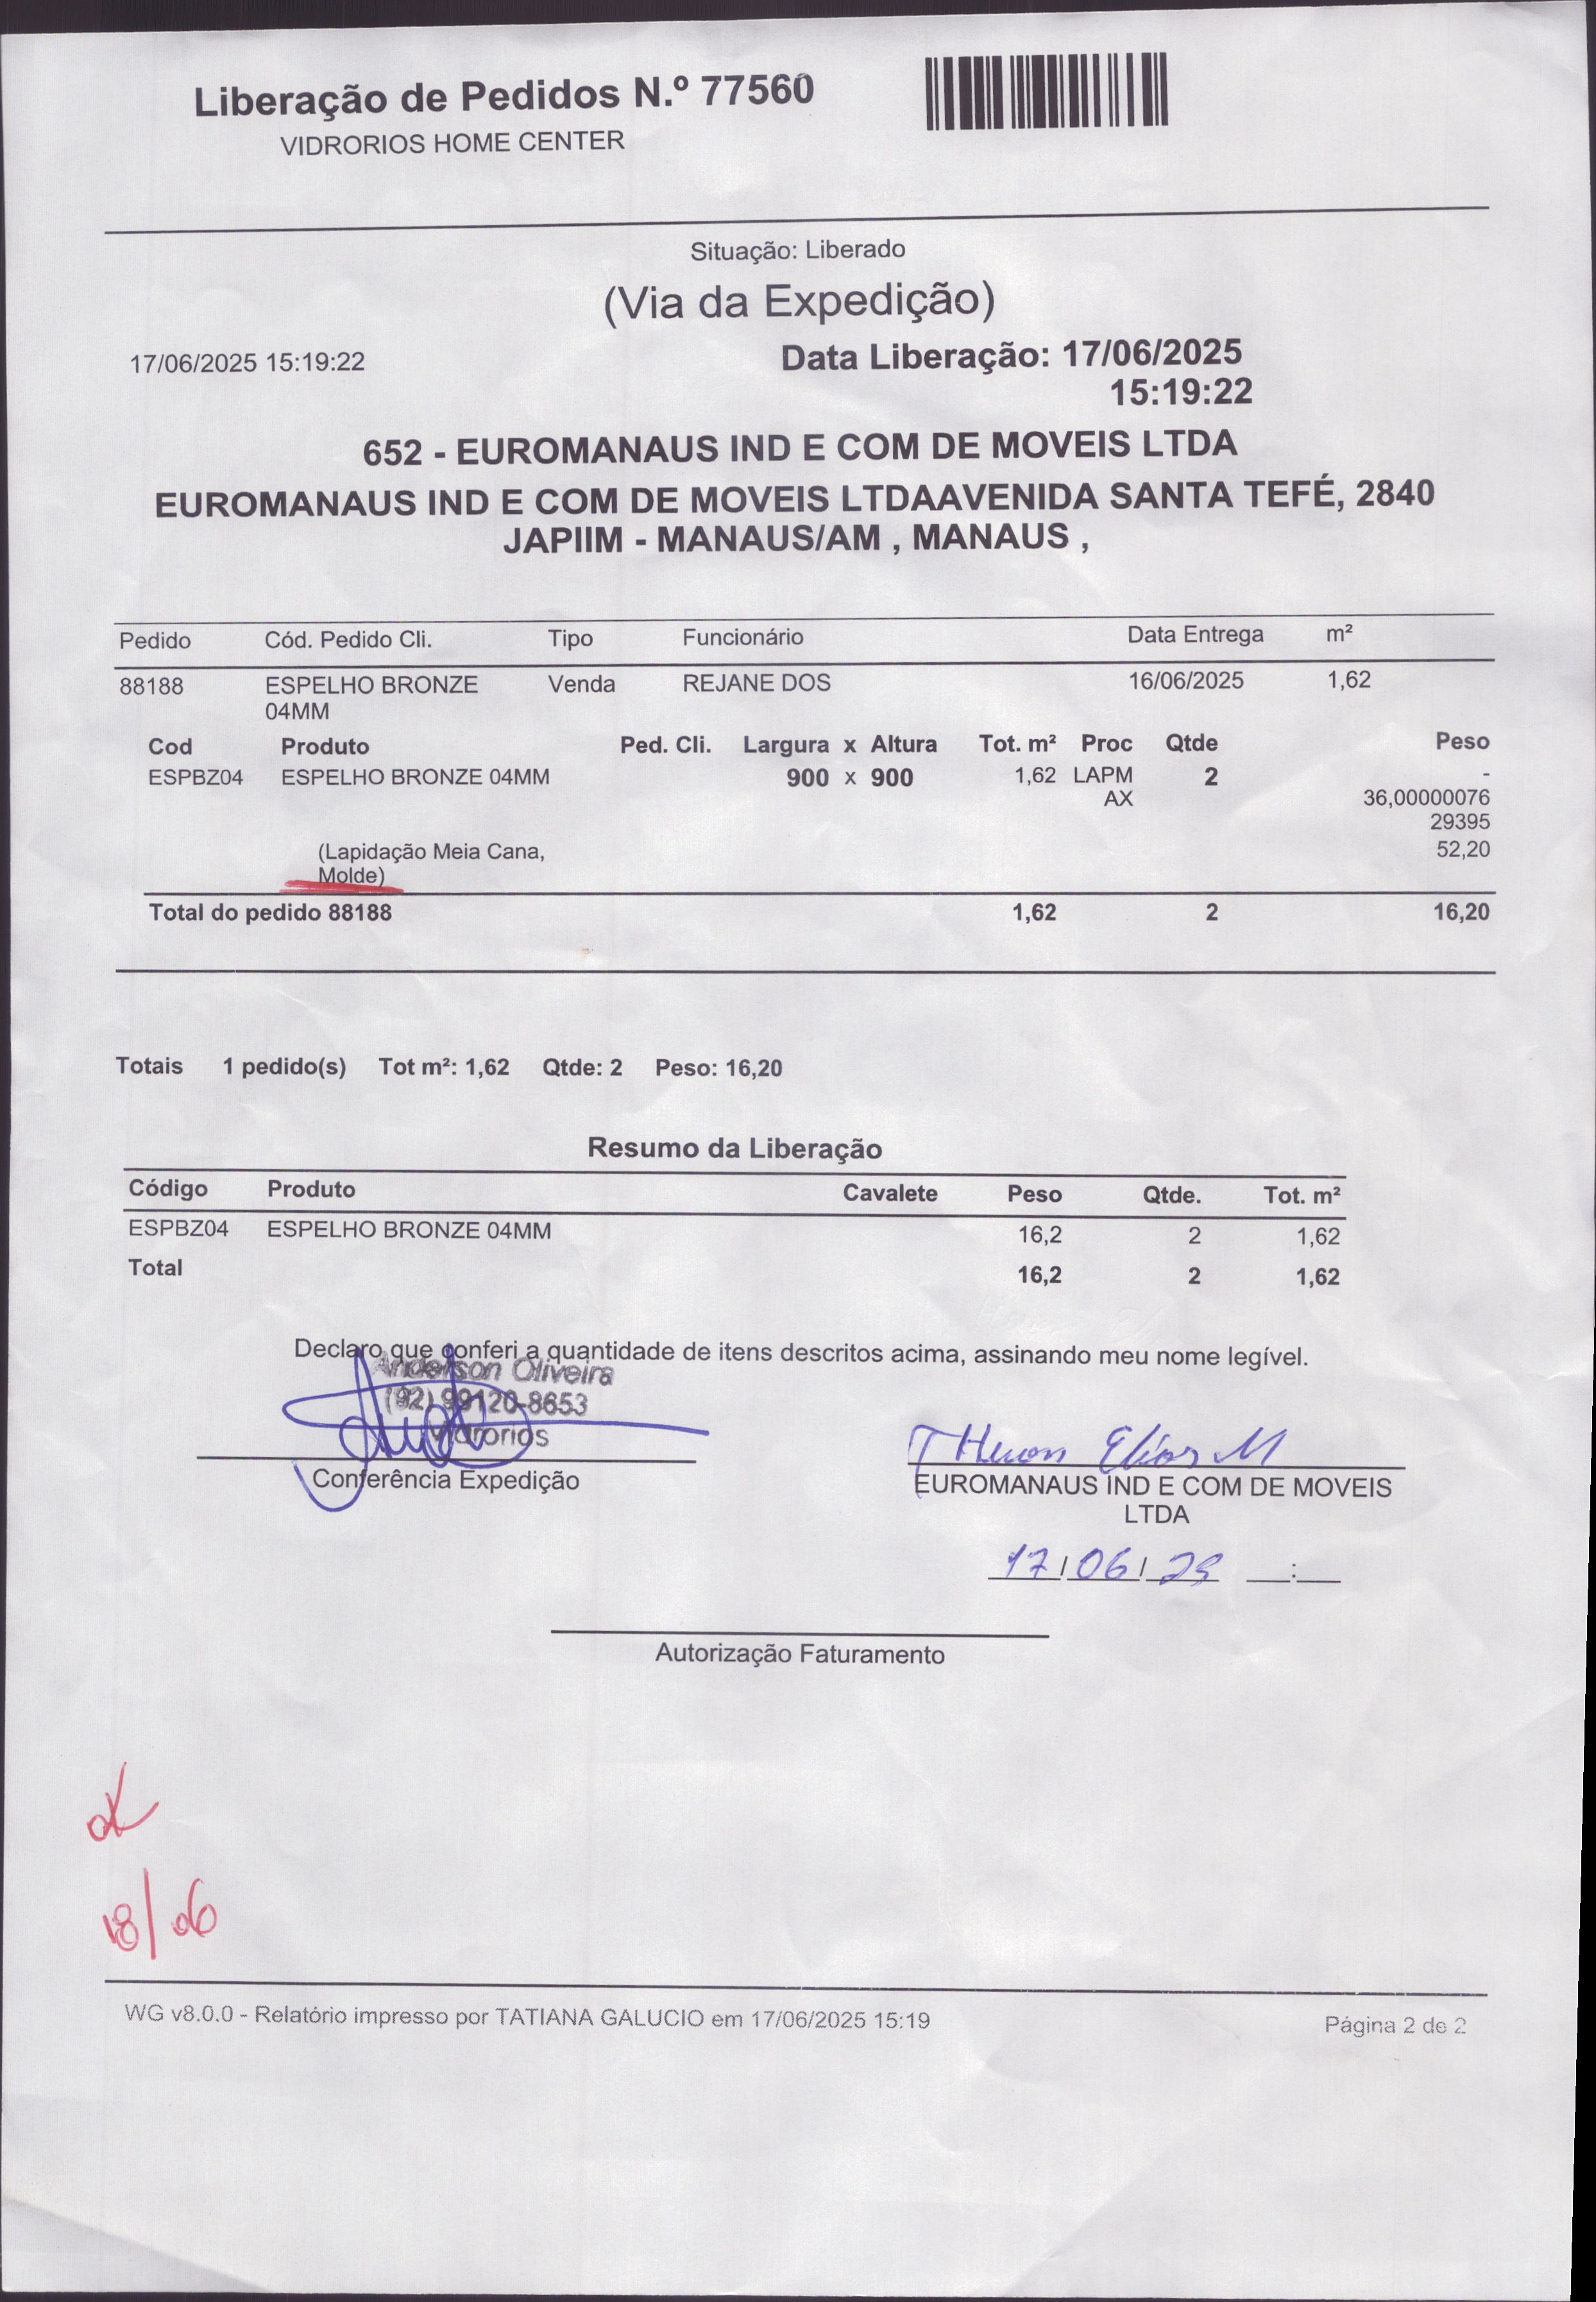 Liberação de Pedidos N.º 77560
VIDRORIOS HOME CENTER
Situação: Liberado
(Via da Expedição)
17/06/2025 15:19:22
Data Liberação: 17/06/2025
15:19:22
652 - EUROMANAUS IND E COM DE MOVEIS LTDA
EUROMANAUS IND E COM DE MOVEIS LTDAAVENIDA SANTA TEFÉ, 2840
JAPIIM - MANAUS/AM , MANAUS ,
Pedido Cód. Pedido Cli. Tipo Funcionário Data Entrega m²
88188 ESPELHO BRONZE Venda REJANE DOS 16/06/2025 1,62
04MM
Cod Produto Ped. Cli. Largura x Altura Tot. m² Proc Qtde Peso
ESPBZ04 ESPELHO BRONZE 04MM 900 x 900 1,62 LAPM 2 -
AX 36,00000076
29395
(Lapidação Meia Cana, 52,20
Molde)
Total do pedido 88188 1,62 2 16,20
Totais 1 pedido(s) Tot m²: 1,62 Qtde: 2 Peso: 16,20
Resumo da Liberação
Código Produto Cavalete Peso Qtde. Tot. m²
ESPBZ04 ESPELHO BRONZE 04MM 16,2 2 1,62
Total 16,2 2 1,62
Declaro que conferi a quantidade de itens descritos acima, assinando meu nome legível.
Anderson Oliveira
(92) 99120-8653
Vidrorios
Conferência Expedição
Elias M
EUROMANAUS IND E COM DE MOVEIS
LTDA
17/06/25 __:__
Autorização Faturamento
ok
18/06
WG v8.0.0 - Relatório impresso por TATIANA GALUCIO em 17/06/2025 15:19
Página 2 de 2